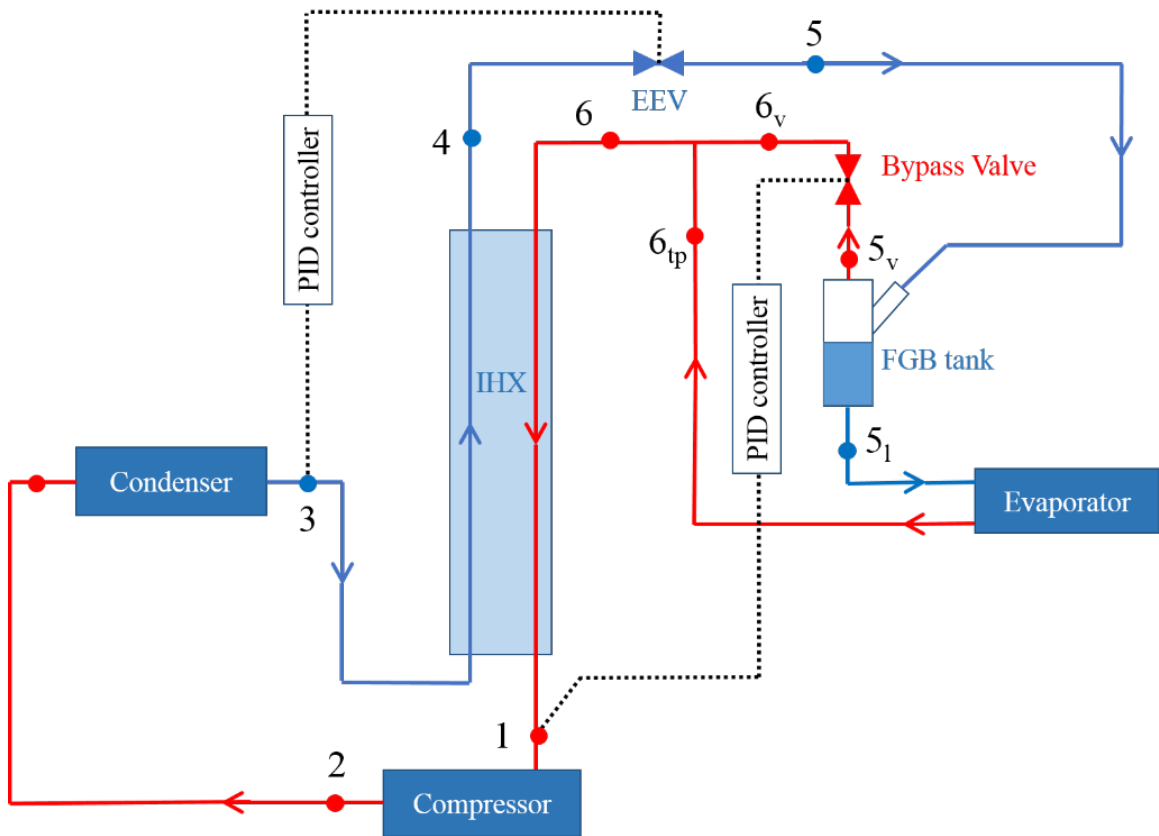 5
EEV
6
6v
4
Bypass Valve
PID controller
6tp
5v
PID controller
FGB tank
IHX
5l
Condenser
3
Evaporator
1
2
Compressor